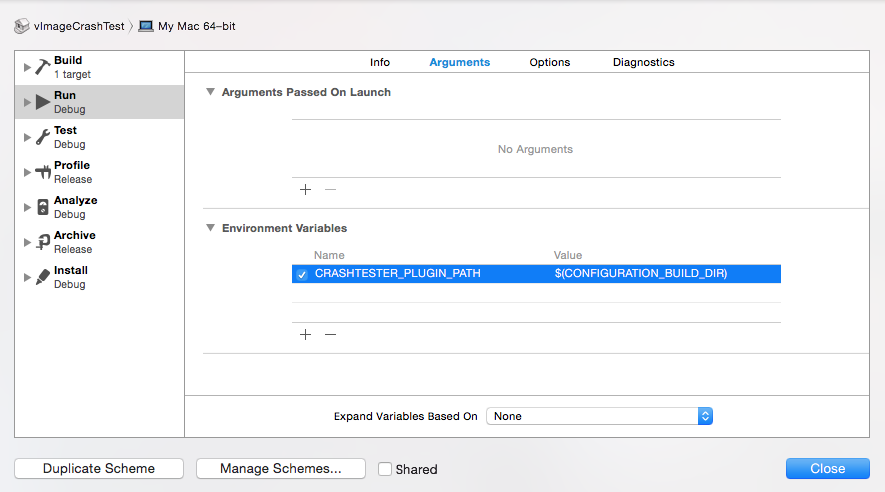 vImageCrashTest My Mac 64-bit
Build
1 target
Run
Debug
Test
Debug
Profile
Release
Analyze
Debug
Archive
Release
Install
Debug
Info Arguments Options Diagnostics
Arguments Passed On Launch
No Arguments
Environment Variables
Name Value
CRASHTESTER_PLUGIN_PATH $(CONFIGURATION_BUILD_DIR)
Expand Variables Based On None
Duplicate Scheme Manage Schemes... Shared Close